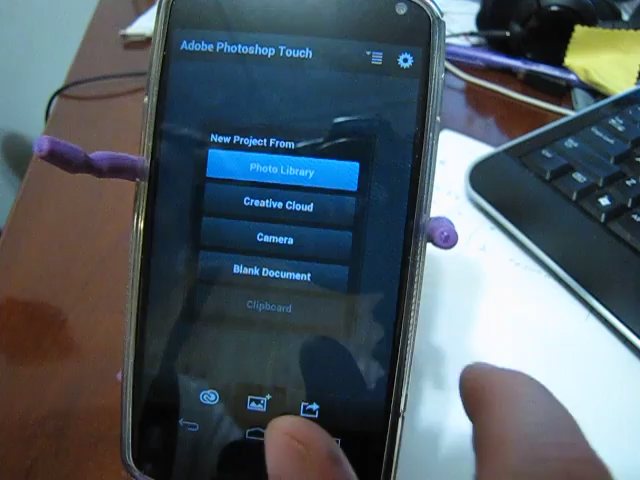 Adobe Photoshop Touch
New Project From
Photo Library
Creative Cloud
Camera
Blank Document
Clipboard